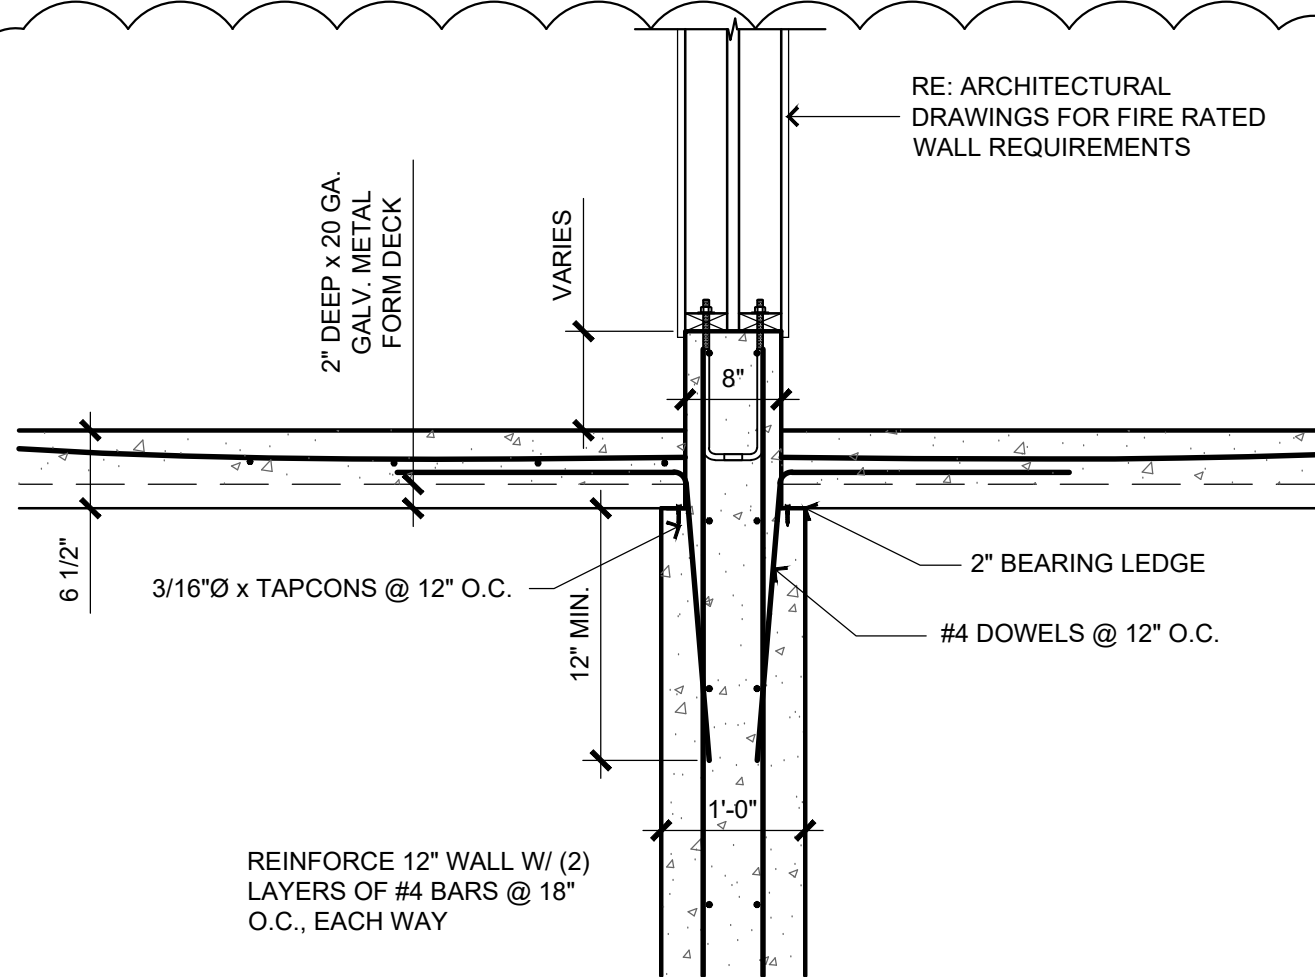 RE: ARCHITECTURAL
DRAWINGS FOR FIRE RATED
WALL REQUIREMENTS
2" DEEP x 20 GA.
GALV. METAL
FORM DECK
VARIES
8"
6 1/2"
3/16"Ø x TAPCONS @ 12" O.C.
12" MIN.
2" BEARING LEDGE
#4 DOWELS @ 12" O.C.
1'-0"
REINFORCE 12" WALL W/ (2)
LAYERS OF #4 BARS @ 18"
O.C., EACH WAY